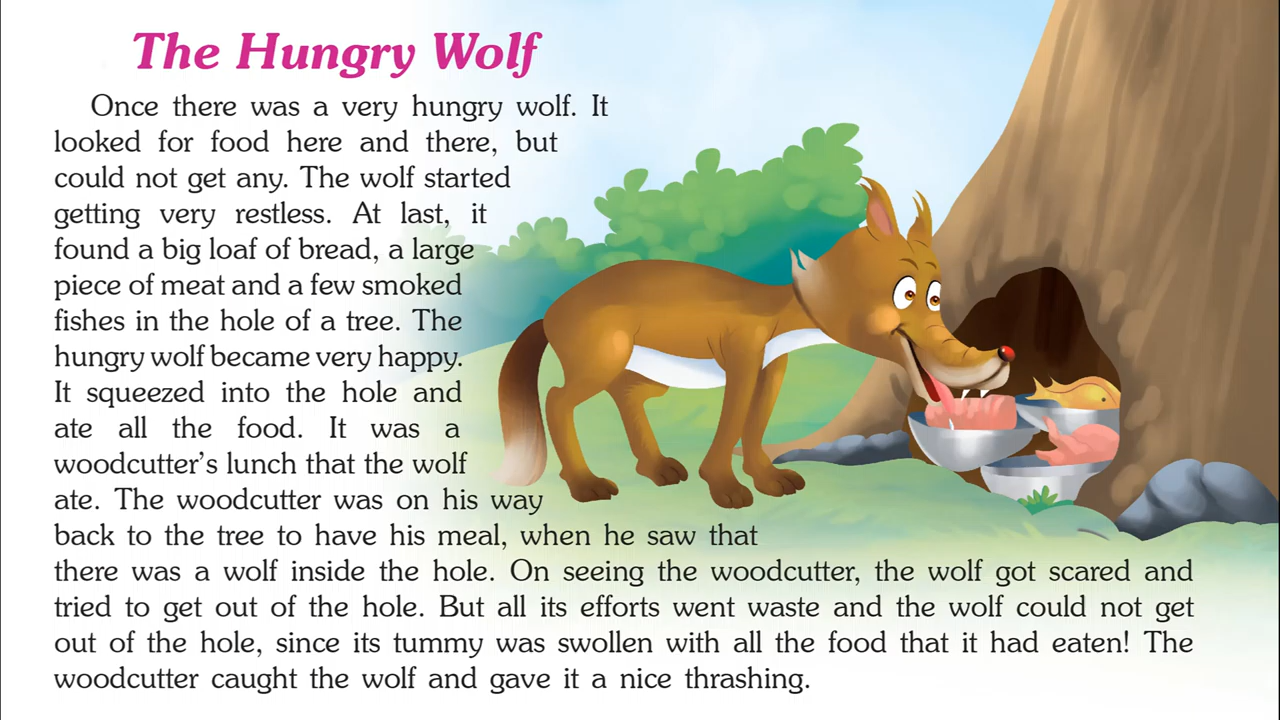 The Hungry Wolf
Once there was a very hungry wolf. It
looked for food here and there, but
could not get any. The wolf started
getting very restless. At last, it
found a big loaf of bread, a large
piece of meat and a few smoked
fishes in the hole of a tree. The
hungry wolf became very happy.
It squeezed into the hole and
ate all the food. It was a
woodcutter’s lunch that the wolf
ate. The woodcutter was on his way
back to the tree to have his meal, when he saw that
there was a wolf inside the hole. On seeing the woodcutter, the wolf got scared and
tried to get out of the hole. But all its efforts went waste and the wolf could not get
out of the hole, since its tummy was swollen with all the food that it had eaten! The
woodcutter caught the wolf and gave it a nice thrashing.